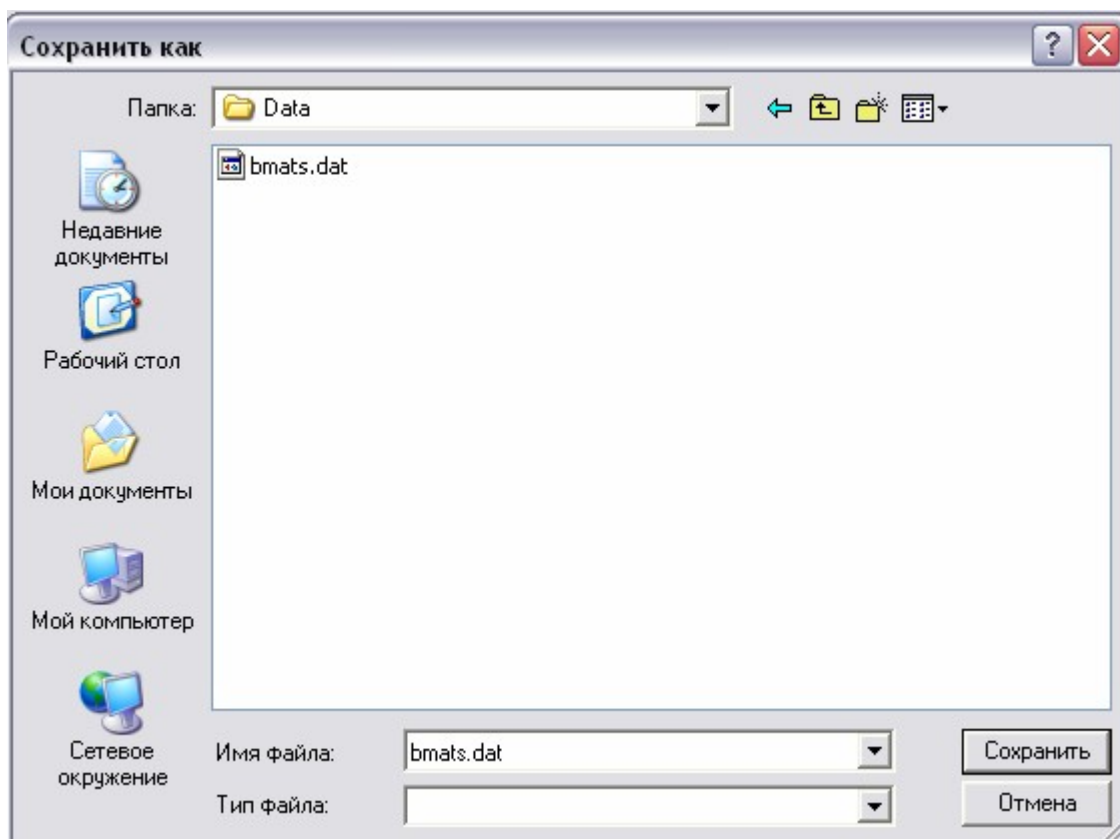 Сохранить как
Папка:
Data
bmats.dat
Недавние
документы
Рабочий стол
Мои документы
Мой компьютер
Сетевое
окружение
Имя файла:
bmats.dat
Сохранить
Тип файла:
Отмена